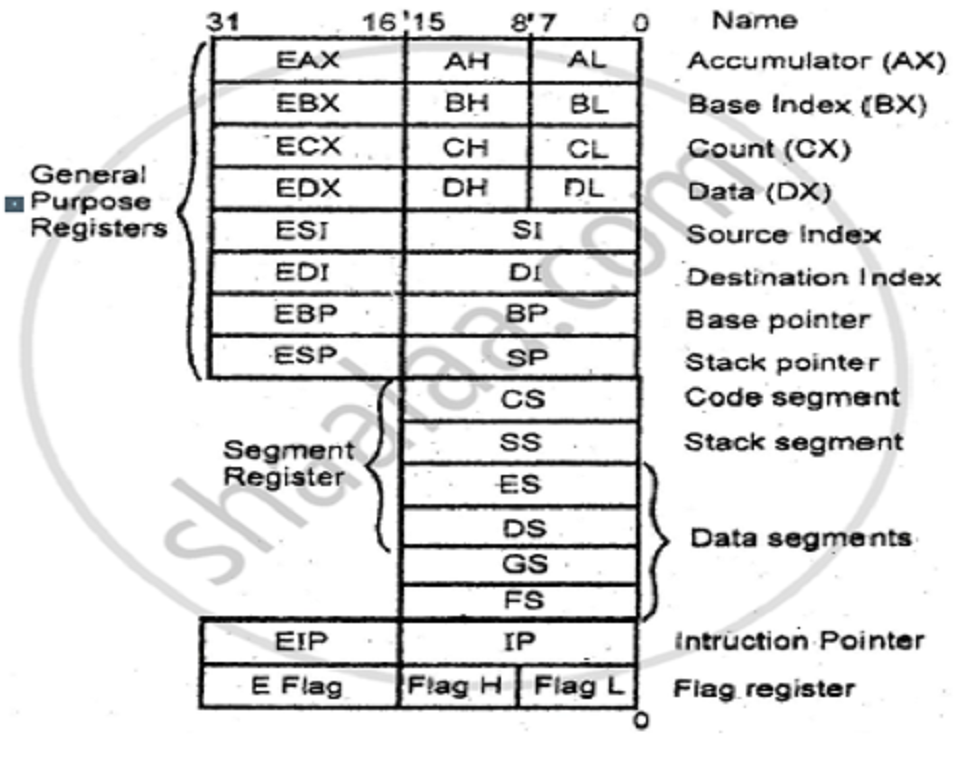 31 16 15 8 7 0 Name
EAX AH AL Accumulator (AX)
EBX BH BL Base Index (BX)
ECX CH CL Count (CX)
EDX DH DL Data (DX)
General
Purpose
Registers
ESI SI Source Index
EDI DI Destination Index
EBP BP Base pointer
ESP SP Stack pointer
CS Code segment
SS Stack segment
Segment
Register
ES
DS
Data segments
GS
FS
EIP IP Intruction Pointer
E Flag Flag H Flag L Flag register
0
shaalaa.com